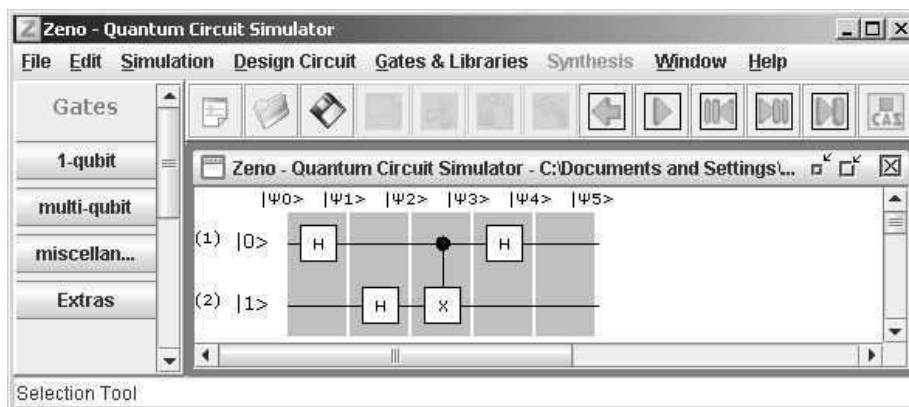 Zeno - Quantum Circuit Simulator
File Edit Simulation Design Circuit Gates & Libraries Synthesis Window Help
Gates
CAS
1-qubit
Zeno - Quantum Circuit Simulator - C:\Documents and Settings\...
multi-qubit
|Ψ0> |Ψ1> |Ψ2> |Ψ3> |Ψ4> |Ψ5>
(1) |0> H H
miscellan...
Extras
(2) |1> H X
Selection Tool